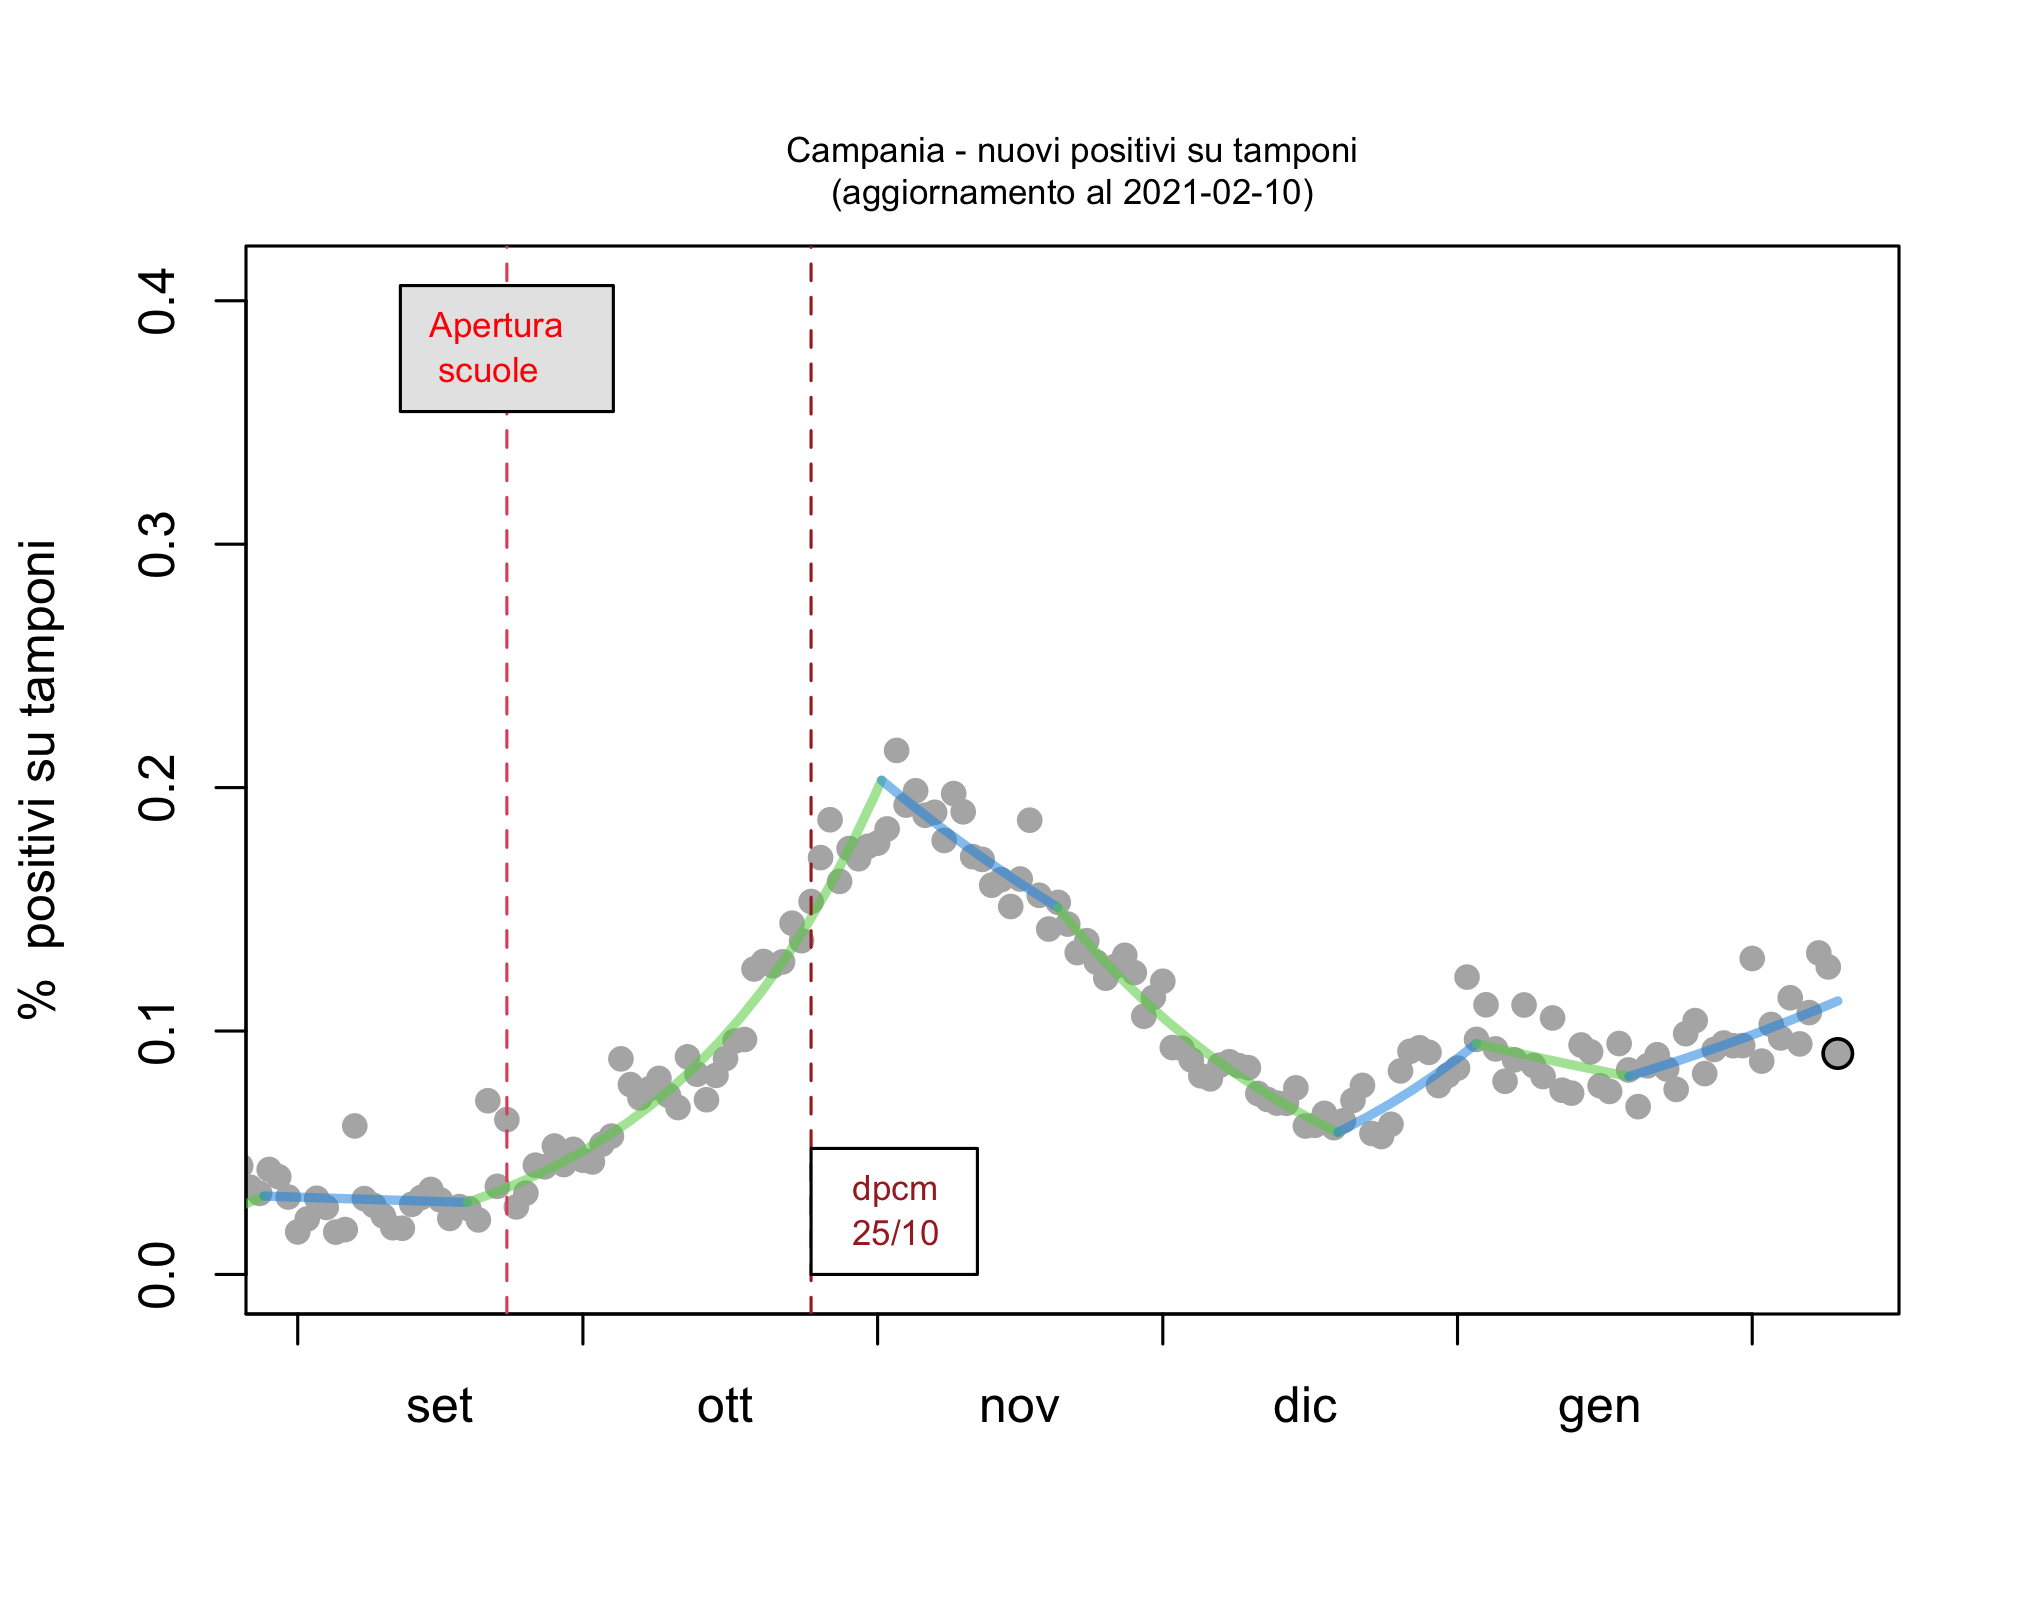 Campania - nuovi positivi su tamponi
(aggiornamento al 2021-02-10)
% positivi su tamponi
0.4
0.3
0.2
0.1
0.0
Apertura
scuole
dpcm
25/10
set
ott
nov
dic
gen